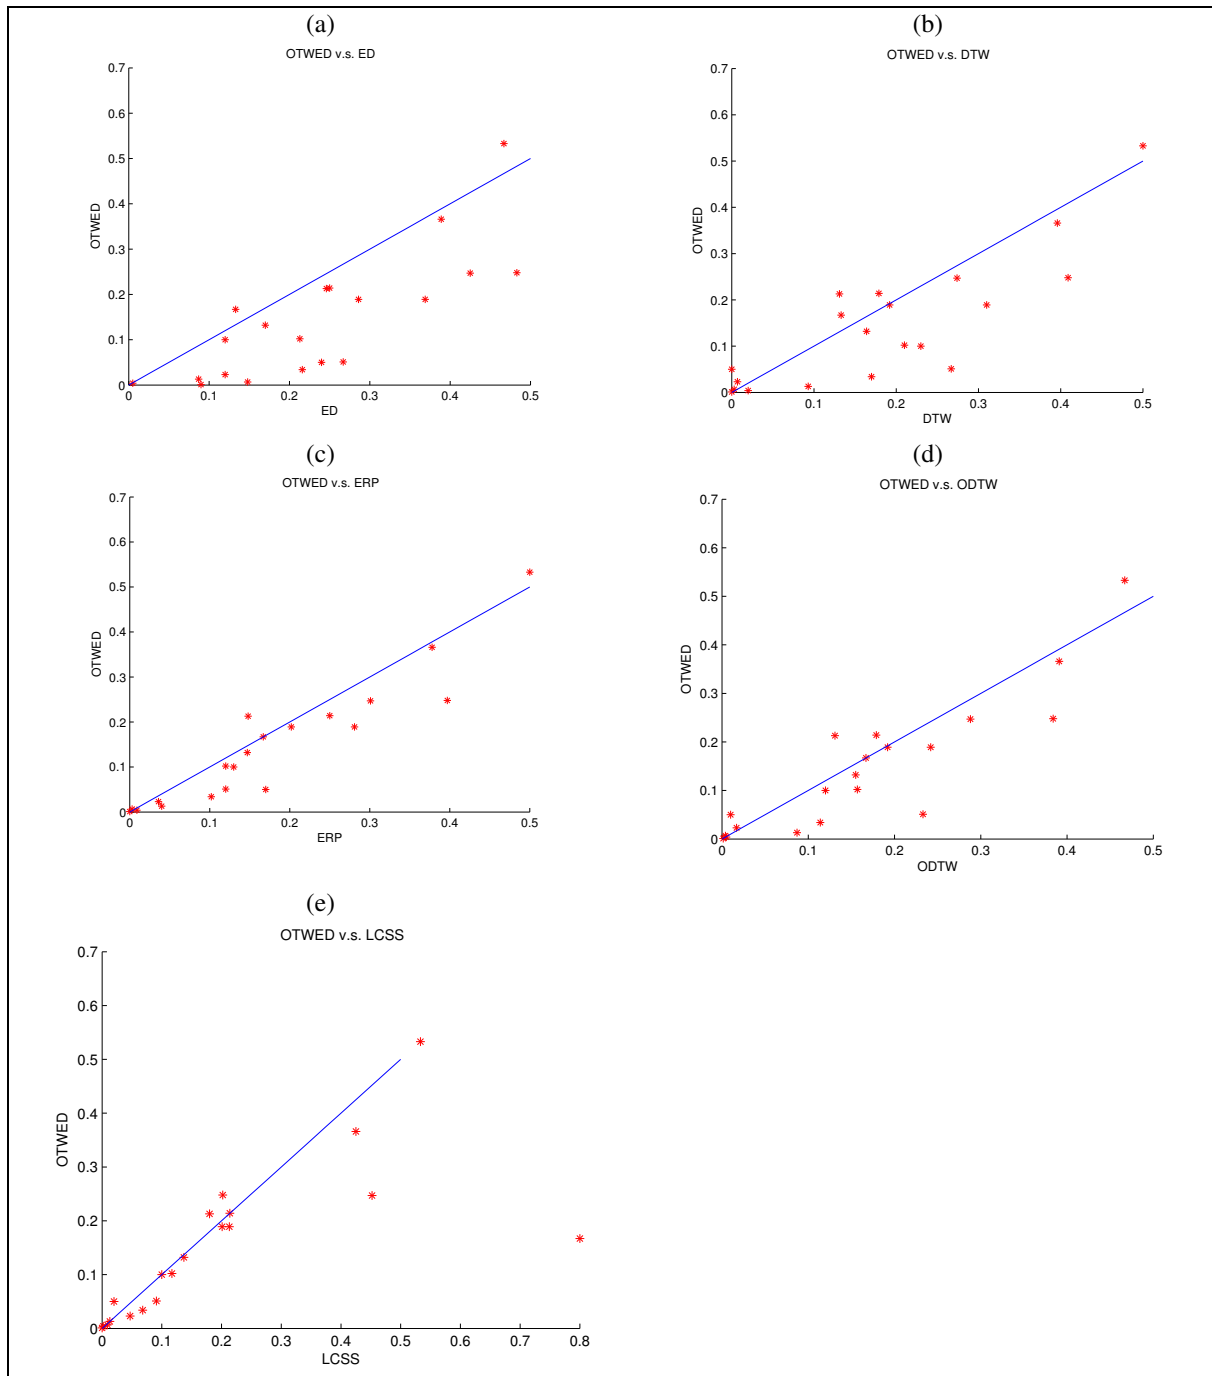 (a)
OTWED v.s. ED
0.7
0.6
0.5
0.4
0.3
0.2
0.1
0
OTWED
0.1 0.2 0.3 0.4 0.5
ED
(b)
OTWED v.s. DTW
0.7
0.6
0.5
0.4
0.3
0.2
0.1
0
OTWED
0 0.1 0.2 0.3 0.4 0.5
DTW
(c)
OTWED v.s. ERP
0.7
0.6
0.5
0.4
0.3
0.2
0.1
0
OTWED
0 0.1 0.2 0.3 0.4 0.5
ERP
(d)
OTWED v.s. ODTW
0.7
0.6
0.5
0.4
0.3
0.2
0.1
0
OTWED
0 0.1 0.2 0.3 0.4 0.5
ODTW
(e)
OTWED v.s. LCSS
0.7
0.6
0.5
0.4
0.3
0.2
0.1
0
OTWED
0 0.1 0.2 0.3 0.4 0.5 0.6 0.7 0.8
LCSS